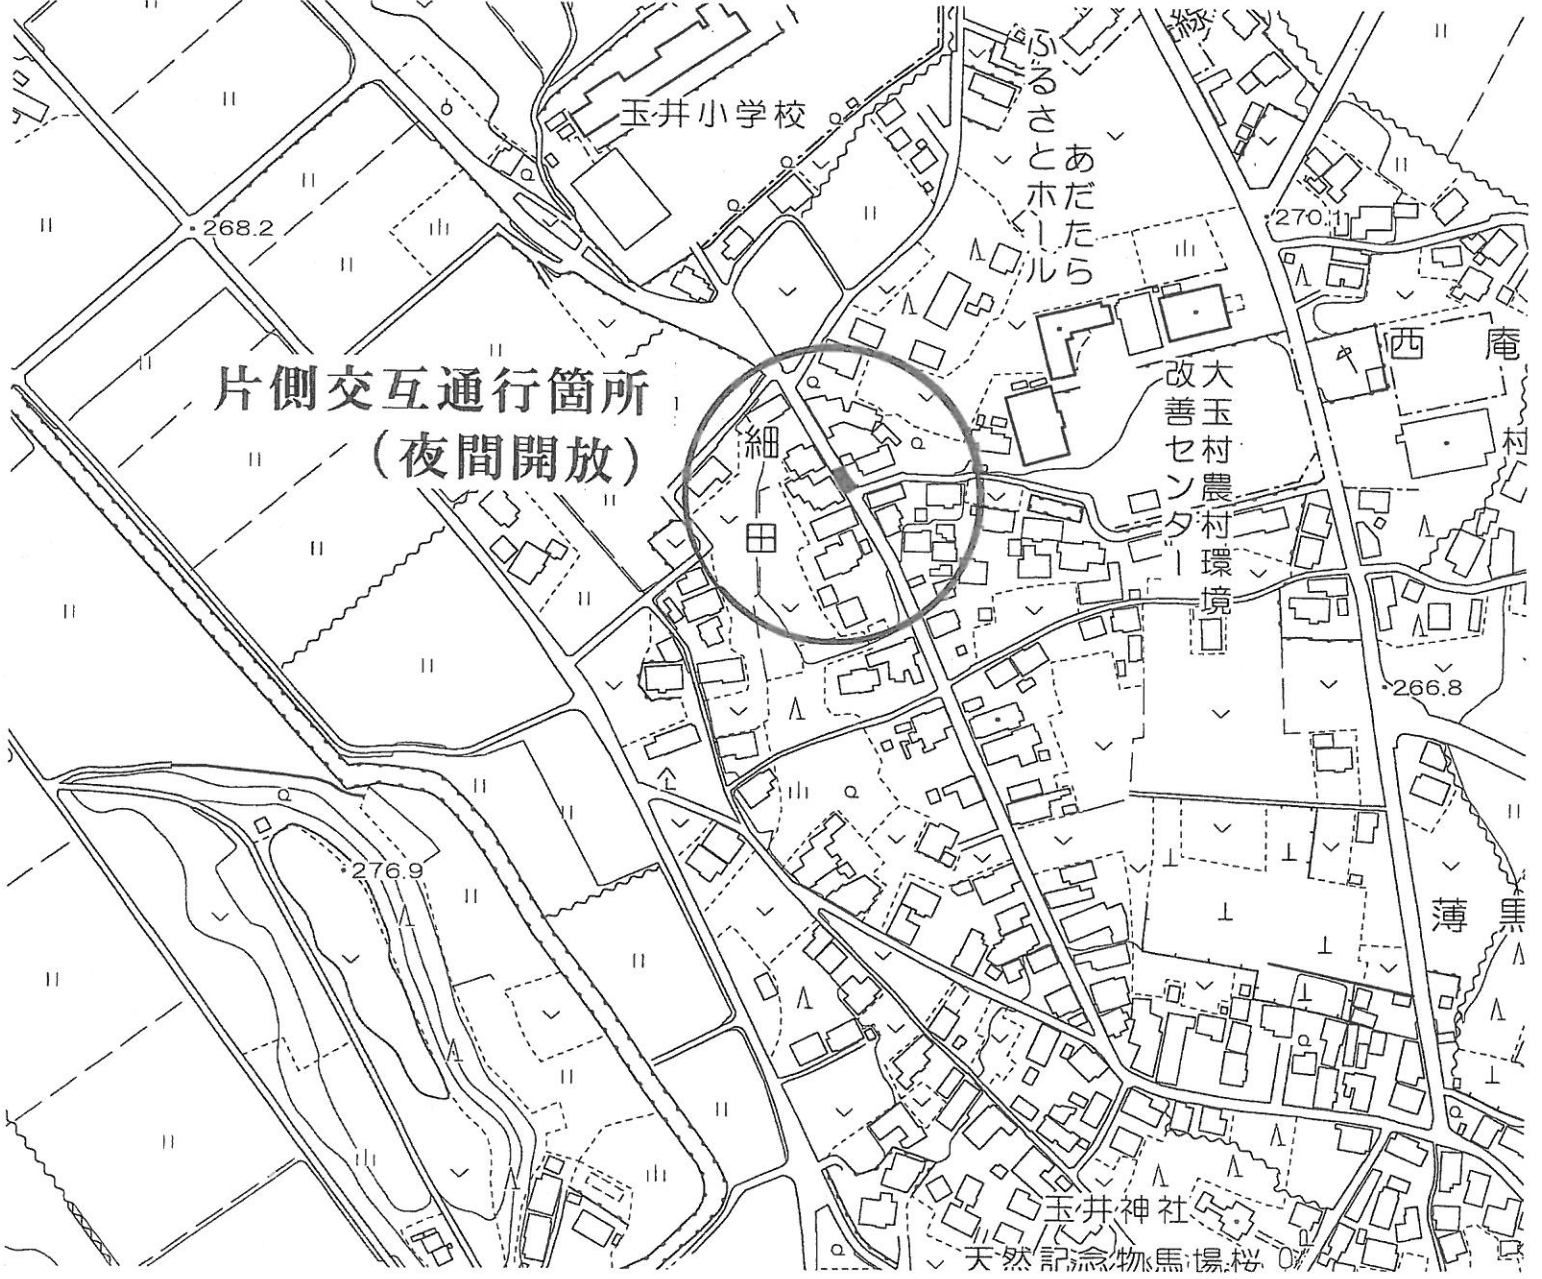 緑
玉井小学校
あだたら
ふるさとホール
268.2
270.1
西庵
片側交互通行箇所
（夜間開放）
大玉村農村環境
改善センター
細田
村
266.8
276.9
薄黒
玉井神社
天然記念物馬場桜